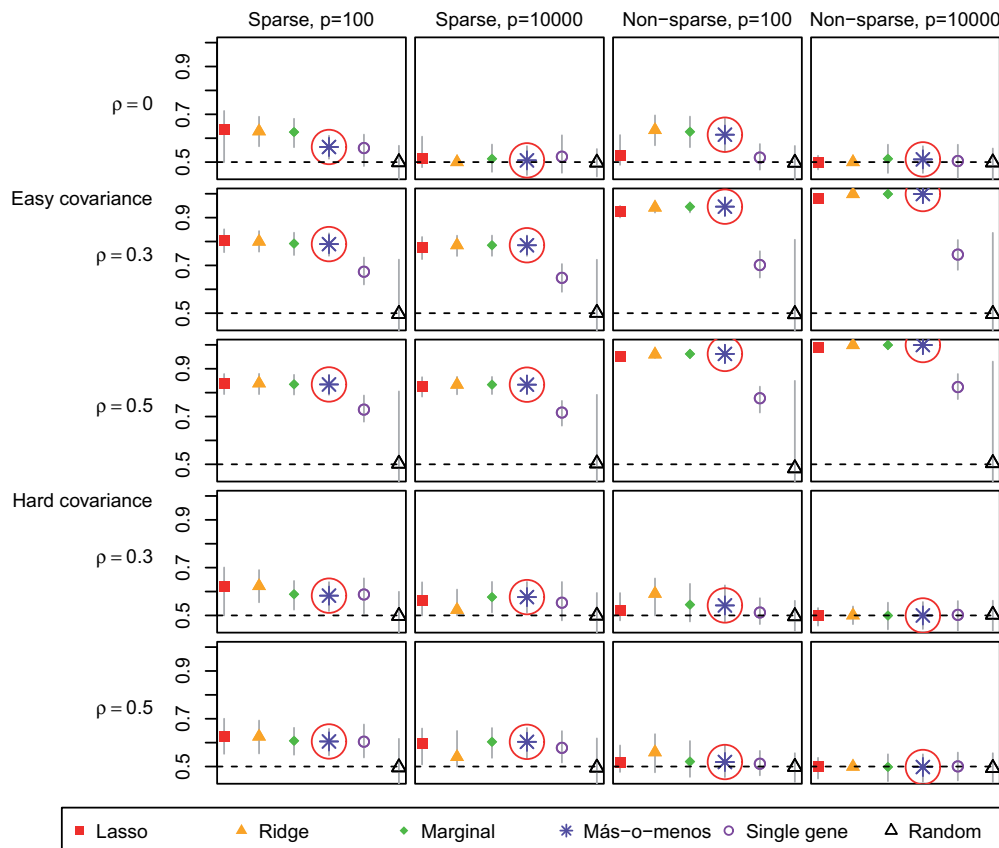 Sparse, p=100 Sparse, p=10000 Non−sparse, p=100 Non−sparse, p=10000
ρ = 0
0.5 0.7 0.9
Easy covariance
ρ = 0.3
0.5 0.7 0.9
ρ = 0.5
0.5 0.7 0.9
Hard covariance
ρ = 0.3
0.5 0.7 0.9
ρ = 0.5
0.5 0.7 0.9
Lasso Ridge Marginal Más−o−menos Single gene Random